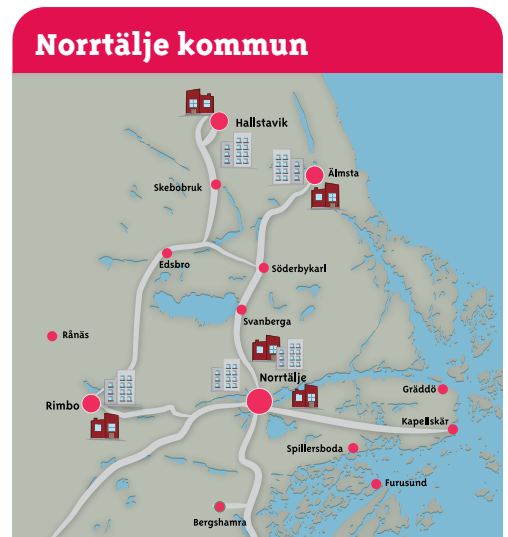 Norrtälje kommun
Hallstavik
Älmsta
Skebobruk
Edsbro
Söderbykarl
Svanberga
Rånäs
Norrtälje
Gräddö
Rimbo
Kapellskär
Spillersboda
Furusund
Bergshamra